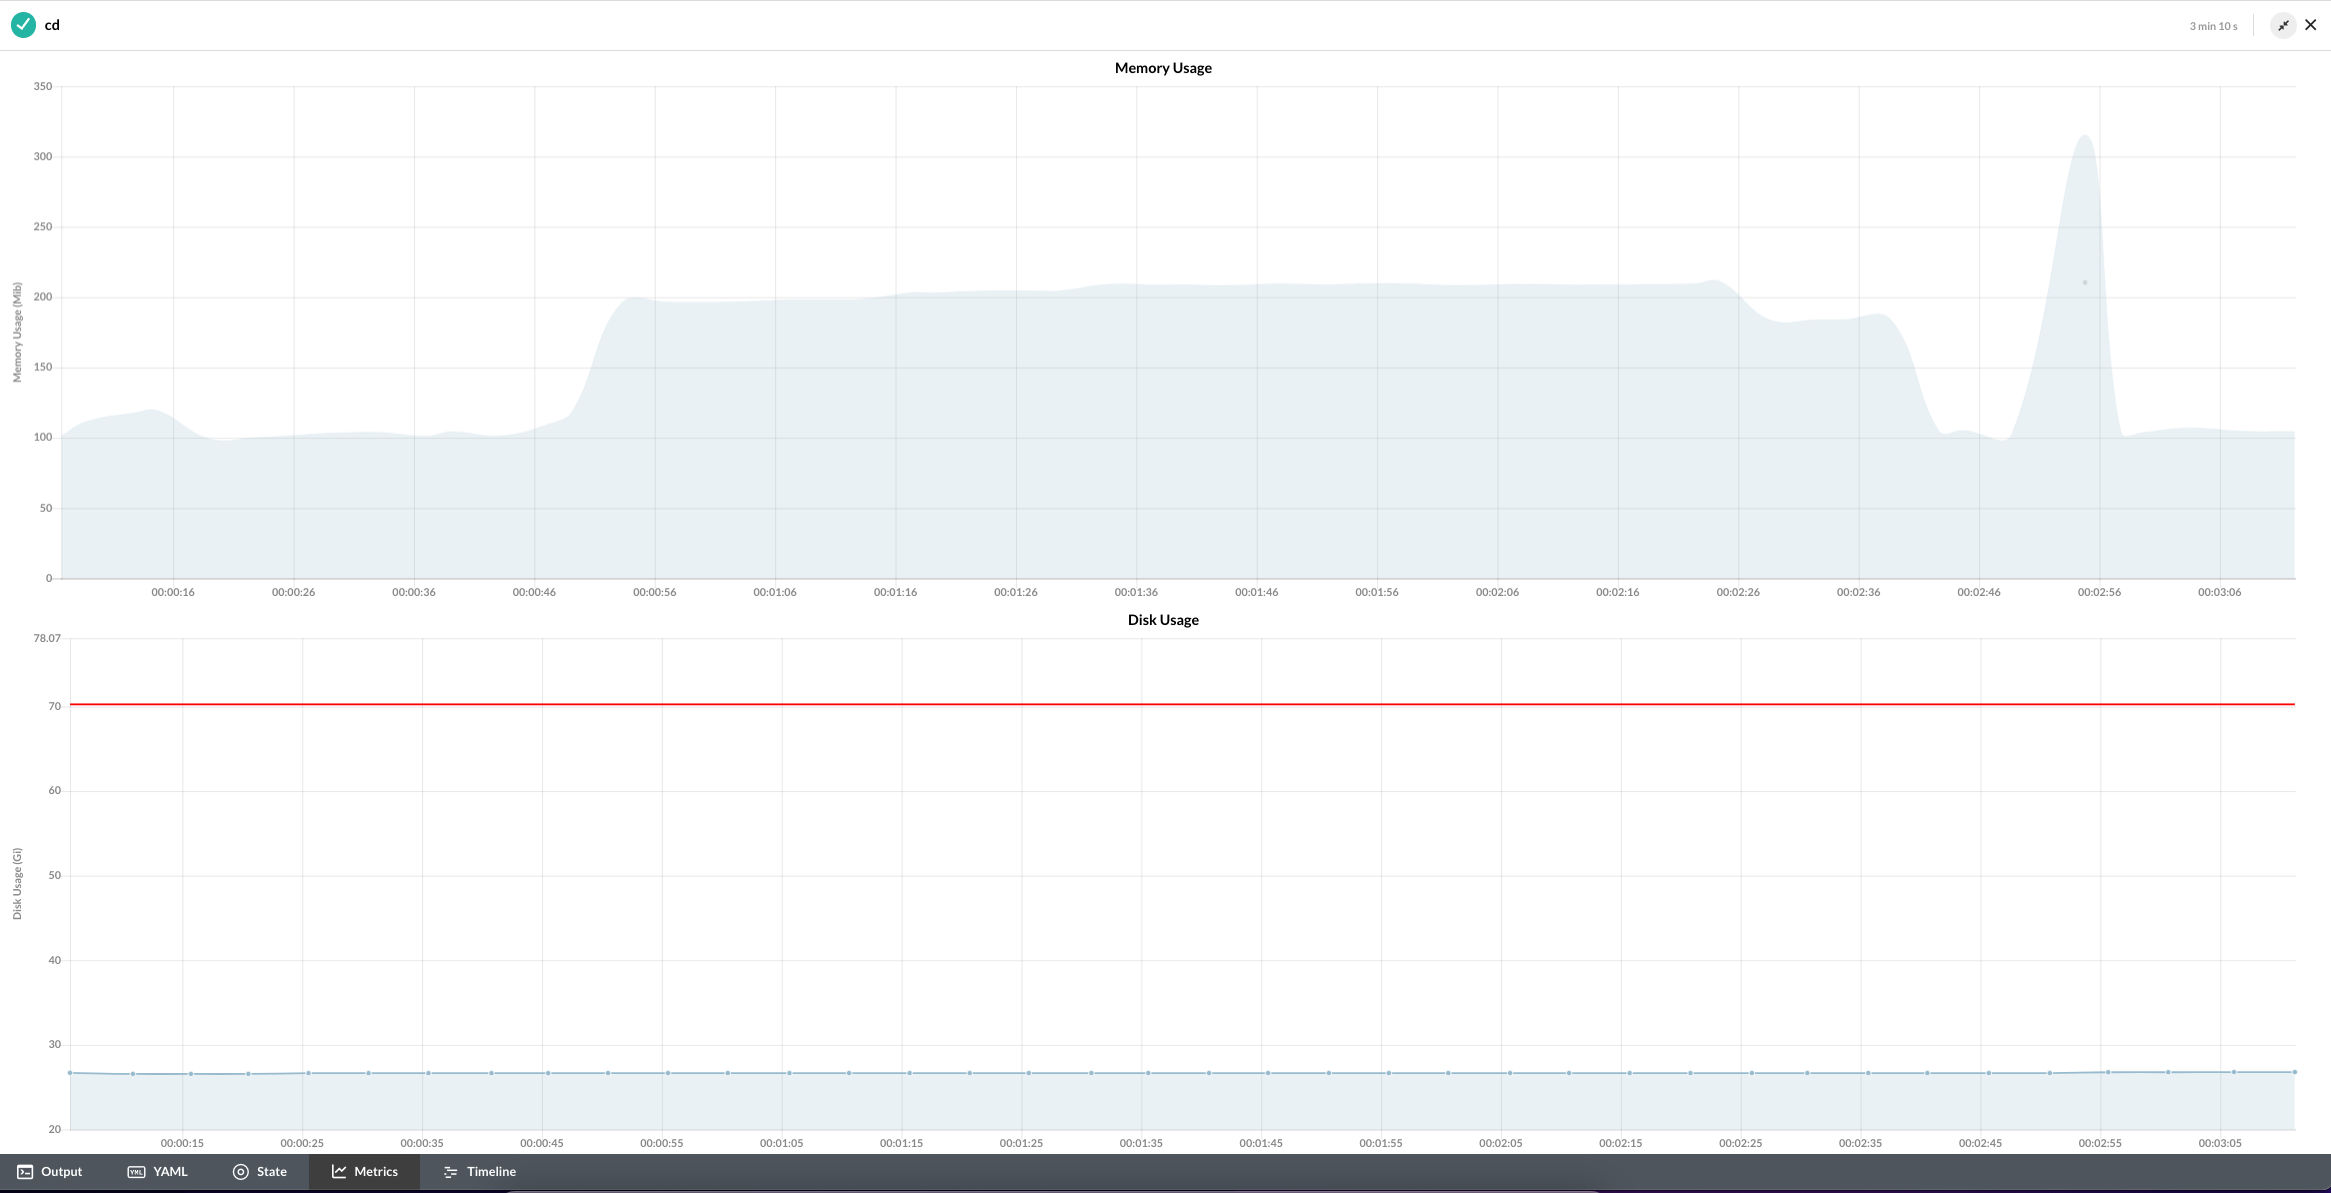 cd
3 min 10 s
Memory Usage
350
300
250
200
150
100
50
0
Memory Usage (Mib)
00:00:16 00:00:26 00:00:36 00:00:46 00:00:56 00:01:06 00:01:16 00:01:26 00:01:36 00:01:46 00:01:56 00:02:06 00:02:16 00:02:26 00:02:36 00:02:46 00:02:56 00:03:06
Disk Usage
78.07
70
60
50
40
30
20
Disk Usage (Gi)
00:00:15 00:00:25 00:00:35 00:00:45 00:00:55 00:01:05 00:01:15 00:01:25 00:01:35 00:01:45 00:01:55 00:02:05 00:02:15 00:02:25 00:02:35 00:02:45 00:02:55 00:03:05
Output YML YAML State Metrics Timeline